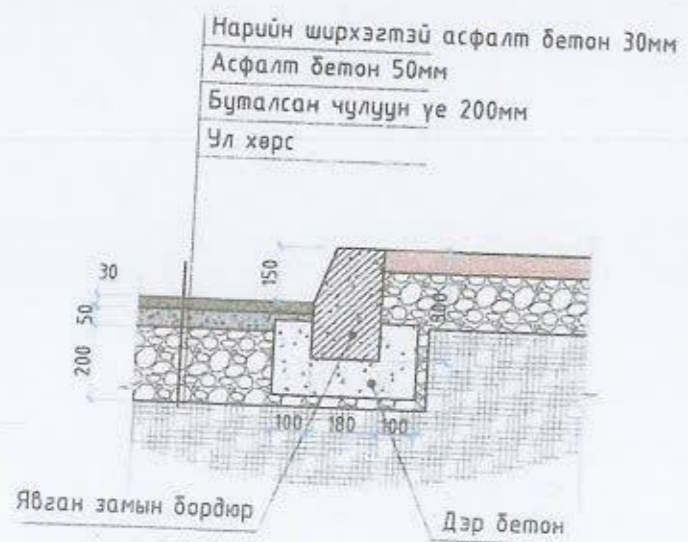 Нарийн ширхэгтэй асфалт бетон 30мм
Асфалт бетон 50мм
Буталсан чулуун үе 200мм
Ул хөрс
30
150
50
200
100 180 100
Явган замын бордюр
Дэр бетон